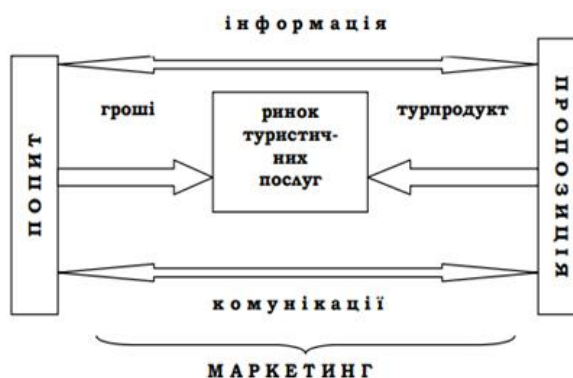 інформація
гроші
ринок
туристич-
них
послуг
турпродукт
ПОПИТ
ПРОПОЗИЦІЯ
комунікації
МАРКЕТИНГ